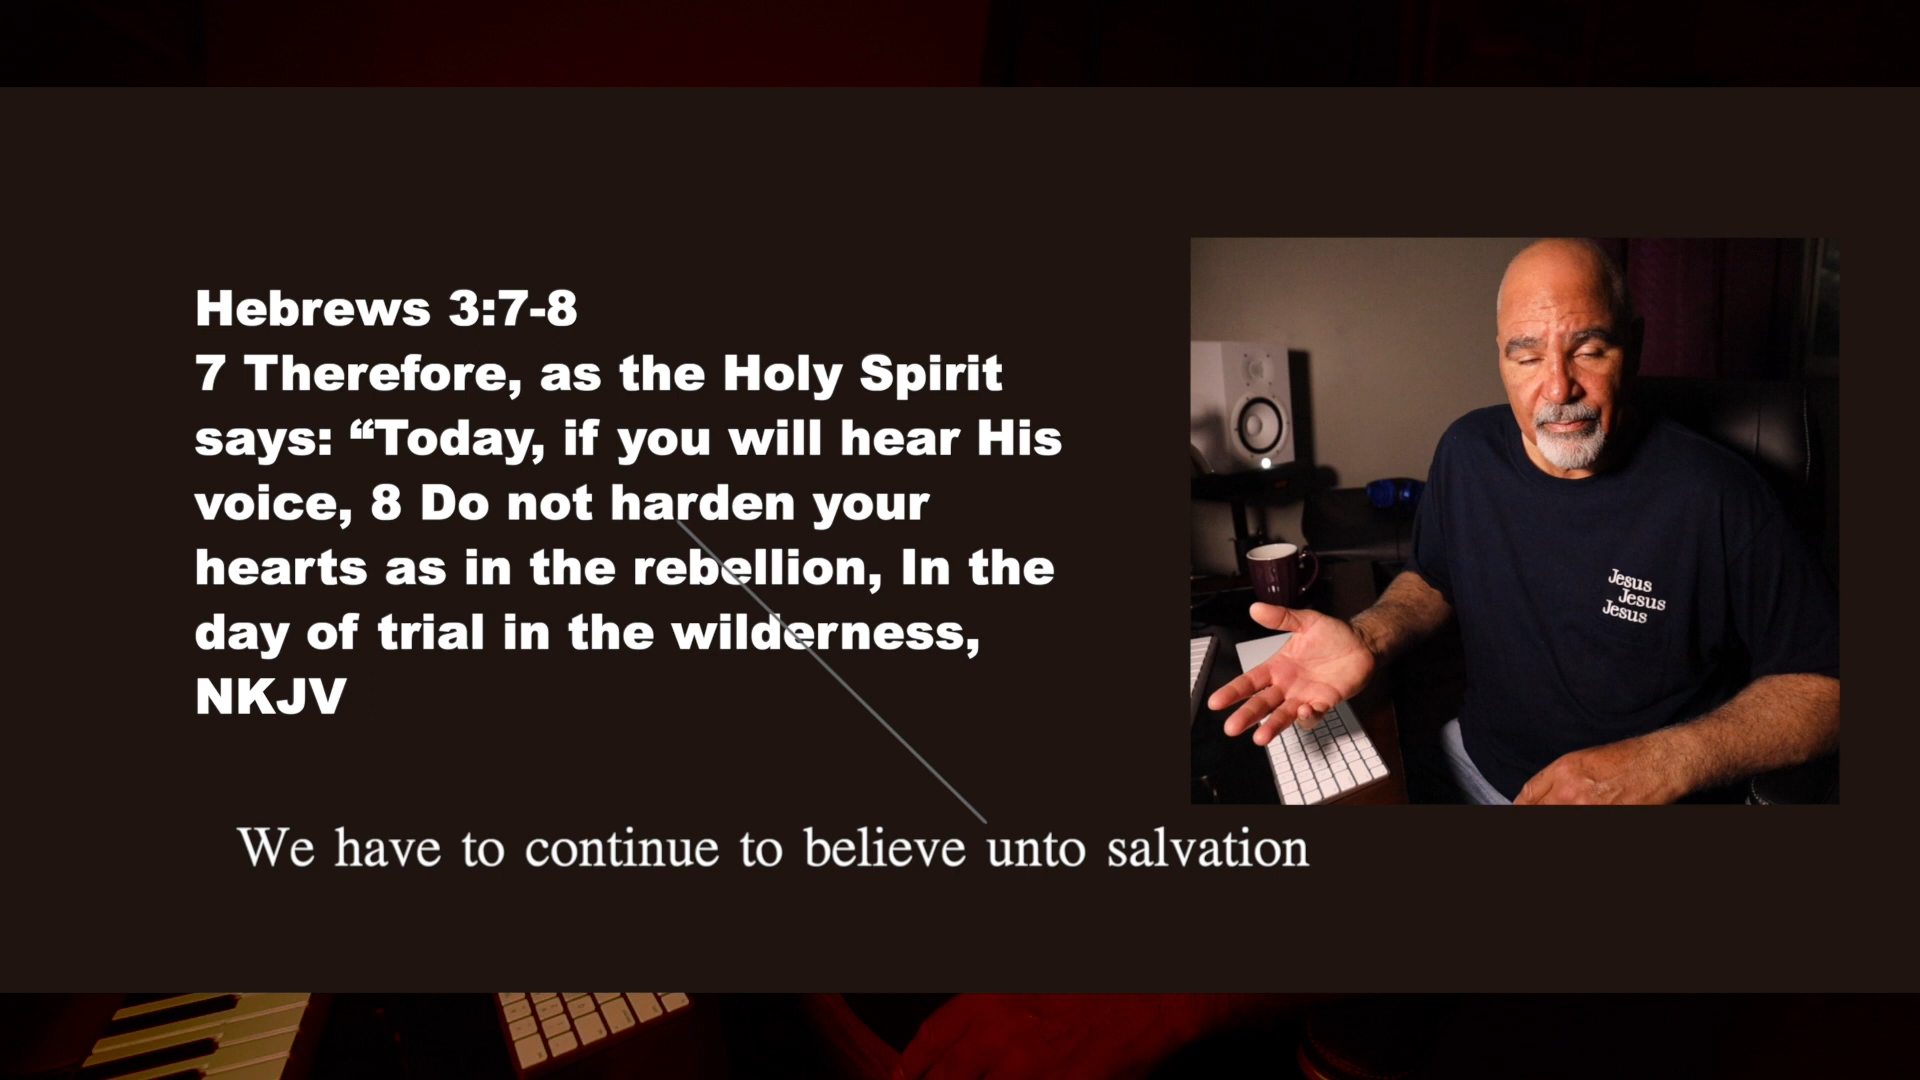 Hebrews 3:7-8
7 Therefore, as the Holy Spirit
says: “Today, if you will hear His
voice, 8 Do not harden your
hearts as in the rebellion, In the
day of trial in the wilderness,
NKJV
Jesus
Jesus
Jesus
We have to continue to believe unto salvation